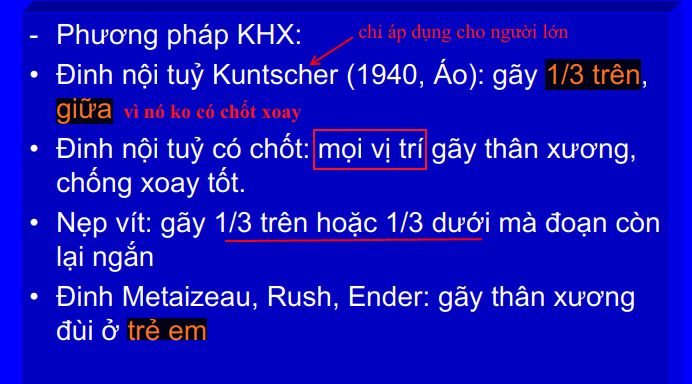 - Phương pháp KHX:
chỉ áp dụng cho người lớn
• Đinh nội tuỷ Kuntscher (1940, Áo): gãy 1/3 trên,
giữa vì nó ko có chốt xoay
• Đinh nội tuỷ có chốt: mọi vị trí gãy thân xương,
chống xoay tốt.
• Nẹp vít: gãy 1/3 trên hoặc 1/3 dưới mà đoạn còn
lại ngắn
• Đinh Metaizeau, Rush, Ender: gãy thân xương
đùi ở trẻ em